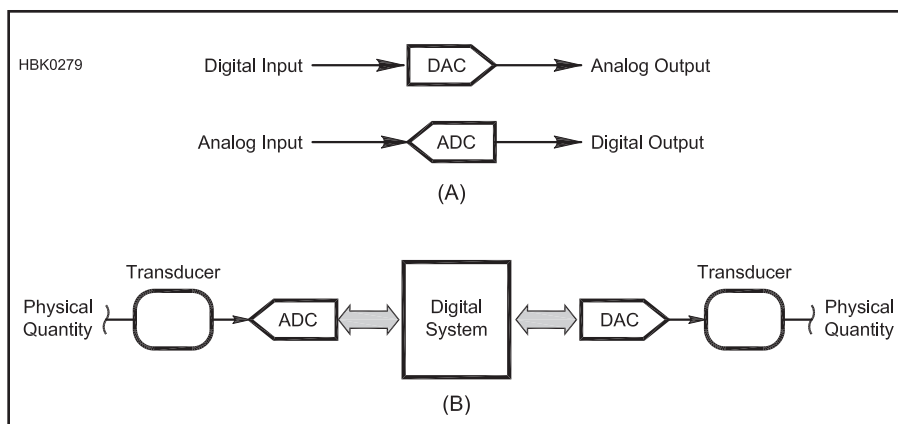 HBK0279
Digital Input DAC Analog Output
Analog Input ADC Digital Output
(A)
Transducer Transducer
Physical Quantity ADC Digital System DAC Physical Quantity
(B)